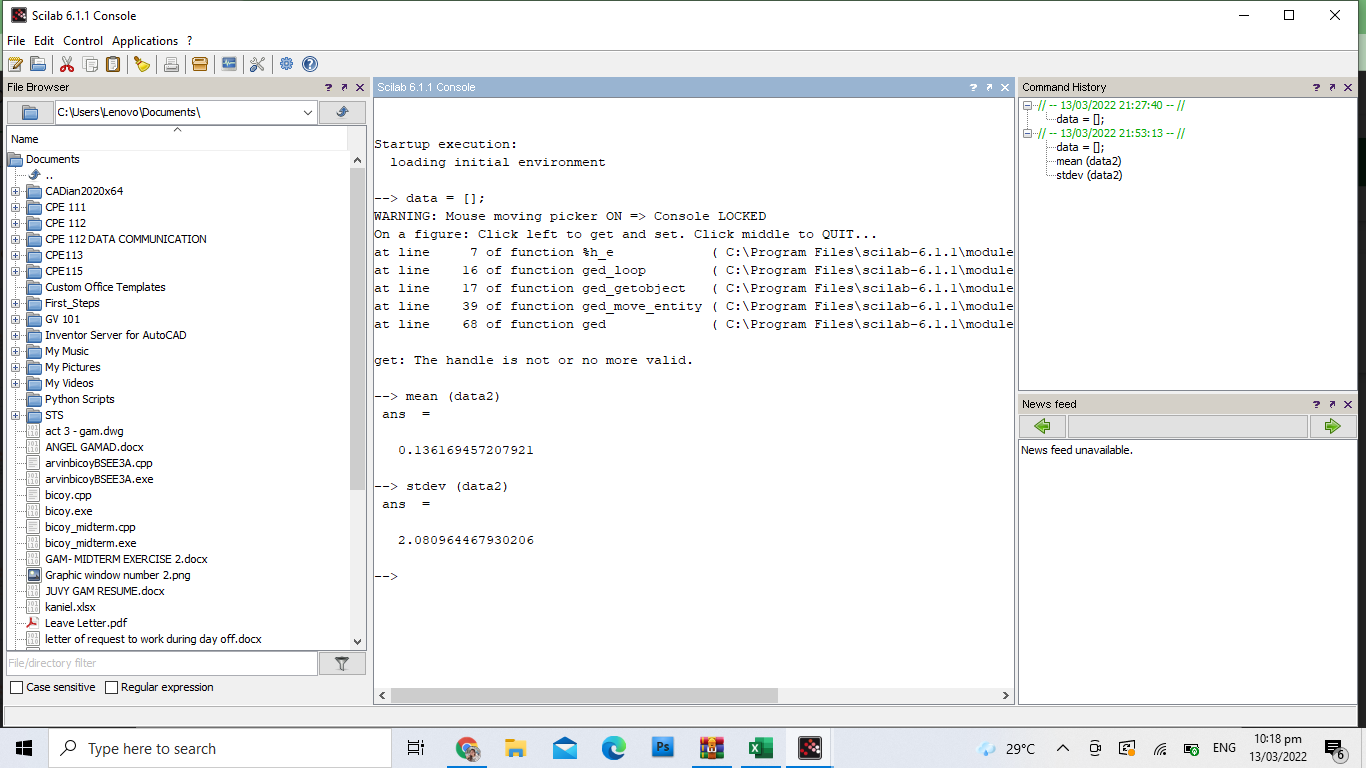 Scilab 6.1.1 Console
File Edit Control Applications ?
File Browser ?
C:\Users\Lenovo\Documents\
Name
Documents
..
CADian2020x64
CPE 111
CPE 112
CPE 112 DATA COMMUNICATION
CPE113
CPE115
Custom Office Templates
First_Steps
GV 101
Inventor Server for AutoCAD
My Music
My Pictures
My Videos
Python Scripts
STS
act 3 - gam.dwg
ANGEL GAMAD.docx
arvinbicoyBSEE3A.cpp
arvinbicoyBSEE3A.exe
bicoy.cpp
bicoy.exe
bicoy_midterm.cpp
bicoy_midterm.exe
GAM- MIDTERM EXERCISE 2.docx
Graphic window number 2.png
JUVY GAM RESUME.docx
kaniel.xlsx
Leave Letter.pdf
letter of request to work during day off.docx
File/directory filter
Case sensitive Regular expression
Scilab 6.1.1 Console ?
Startup execution:
loading initial environment
--> data = [];
WARNING: Mouse moving picker ON => Console LOCKED
On a figure: Click left to get and set. Click middle to QUIT...
at line 7 of function %h_e ( C:\Program Files\scilab-6.1.1\module
at line 16 of function ged_loop ( C:\Program Files\scilab-6.1.1\module
at line 17 of function ged_getobject ( C:\Program Files\scilab-6.1.1\module
at line 39 of function ged_move_entity ( C:\Program Files\scilab-6.1.1\module
at line 68 of function ged ( C:\Program Files\scilab-6.1.1\module
get: The handle is not or no more valid.
--> mean (data2)
ans =
0.136169457207921
--> stdev (data2)
ans =
2.080964467930206
-->
Command History ?
// -- 13/03/2022 21:27:40 -- //
data = [];
// -- 13/03/2022 21:53:13 -- //
data = [];
mean (data2)
stdev (data2)
News feed ?
News feed unavailable.
Type here to search
Ps
29°C
ENG
10:18 pm
13/03/2022
6